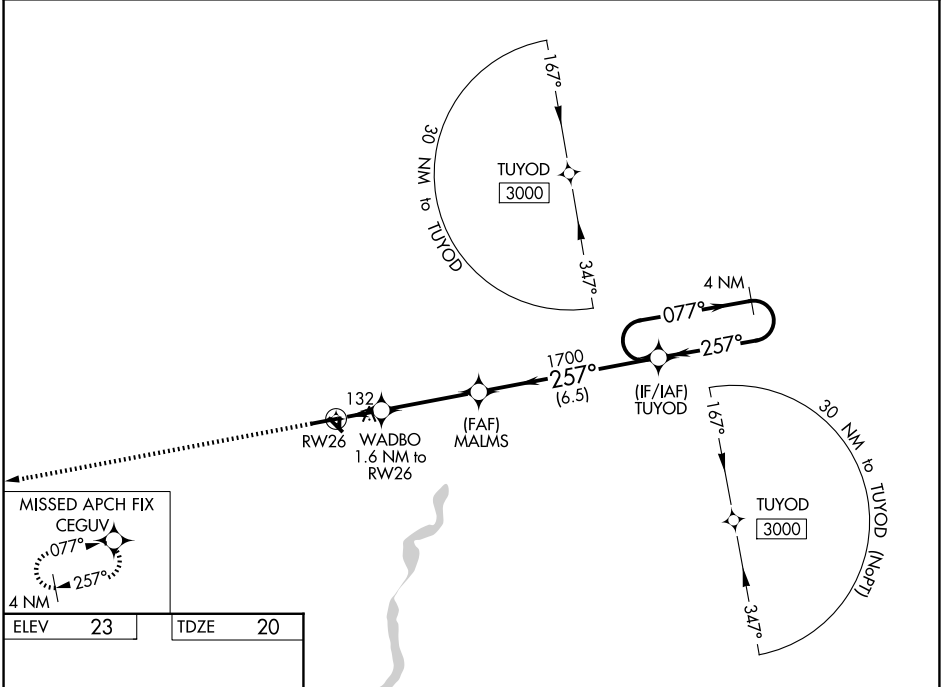 167°
30 NM to TUYOD
TUYOD
3000
347°
4 NM
077°
257°
1700
257°
(6.5)
(IF/IAF)
TUYOD
132
RW26
WADBO
1.6 NM to
RW26
(FAF)
MALMS
167°
30 NM to TUYOD (NoPT)
TUYOD
3000
347°
MISSED APCH FIX
CEGUV
077°
257°
4 NM
ELEV 23
TDZE 20